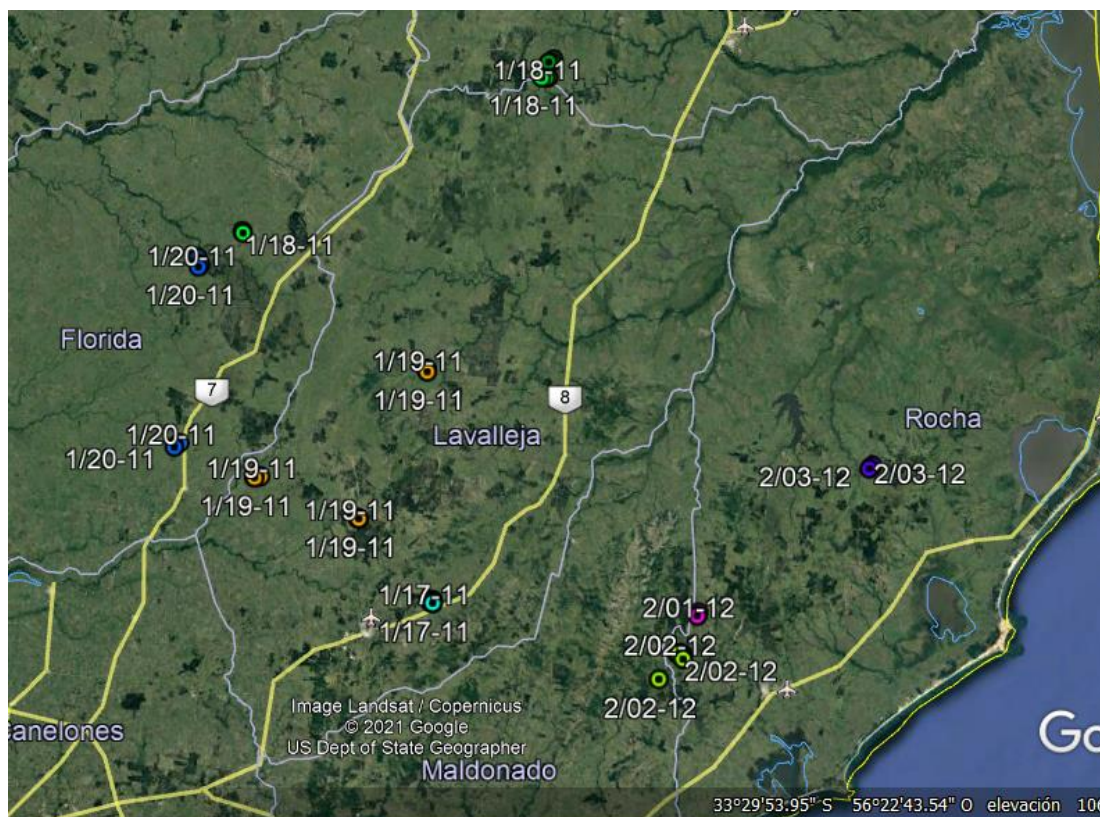 1/18-11
1/18-11
1/20-11
1/18-11
1/20-11
Florida
7
1/19-11
8
1/19-11
Rocha
1/20-11
Lavalleja
1/20-11
1/19-11
2/03-12
2/03-12
1/19-11
1/19-11
1/19-11
1/17-11
2/01-12
1/17-11
2/02-12
2/02-12
2/02-12
Image Landsat / Copernicus
© 2021 Google
US Dept of State Geographer
anelones
Maldonado
Go
33°29'53.95" S 56°22'43.54" O elevación 106